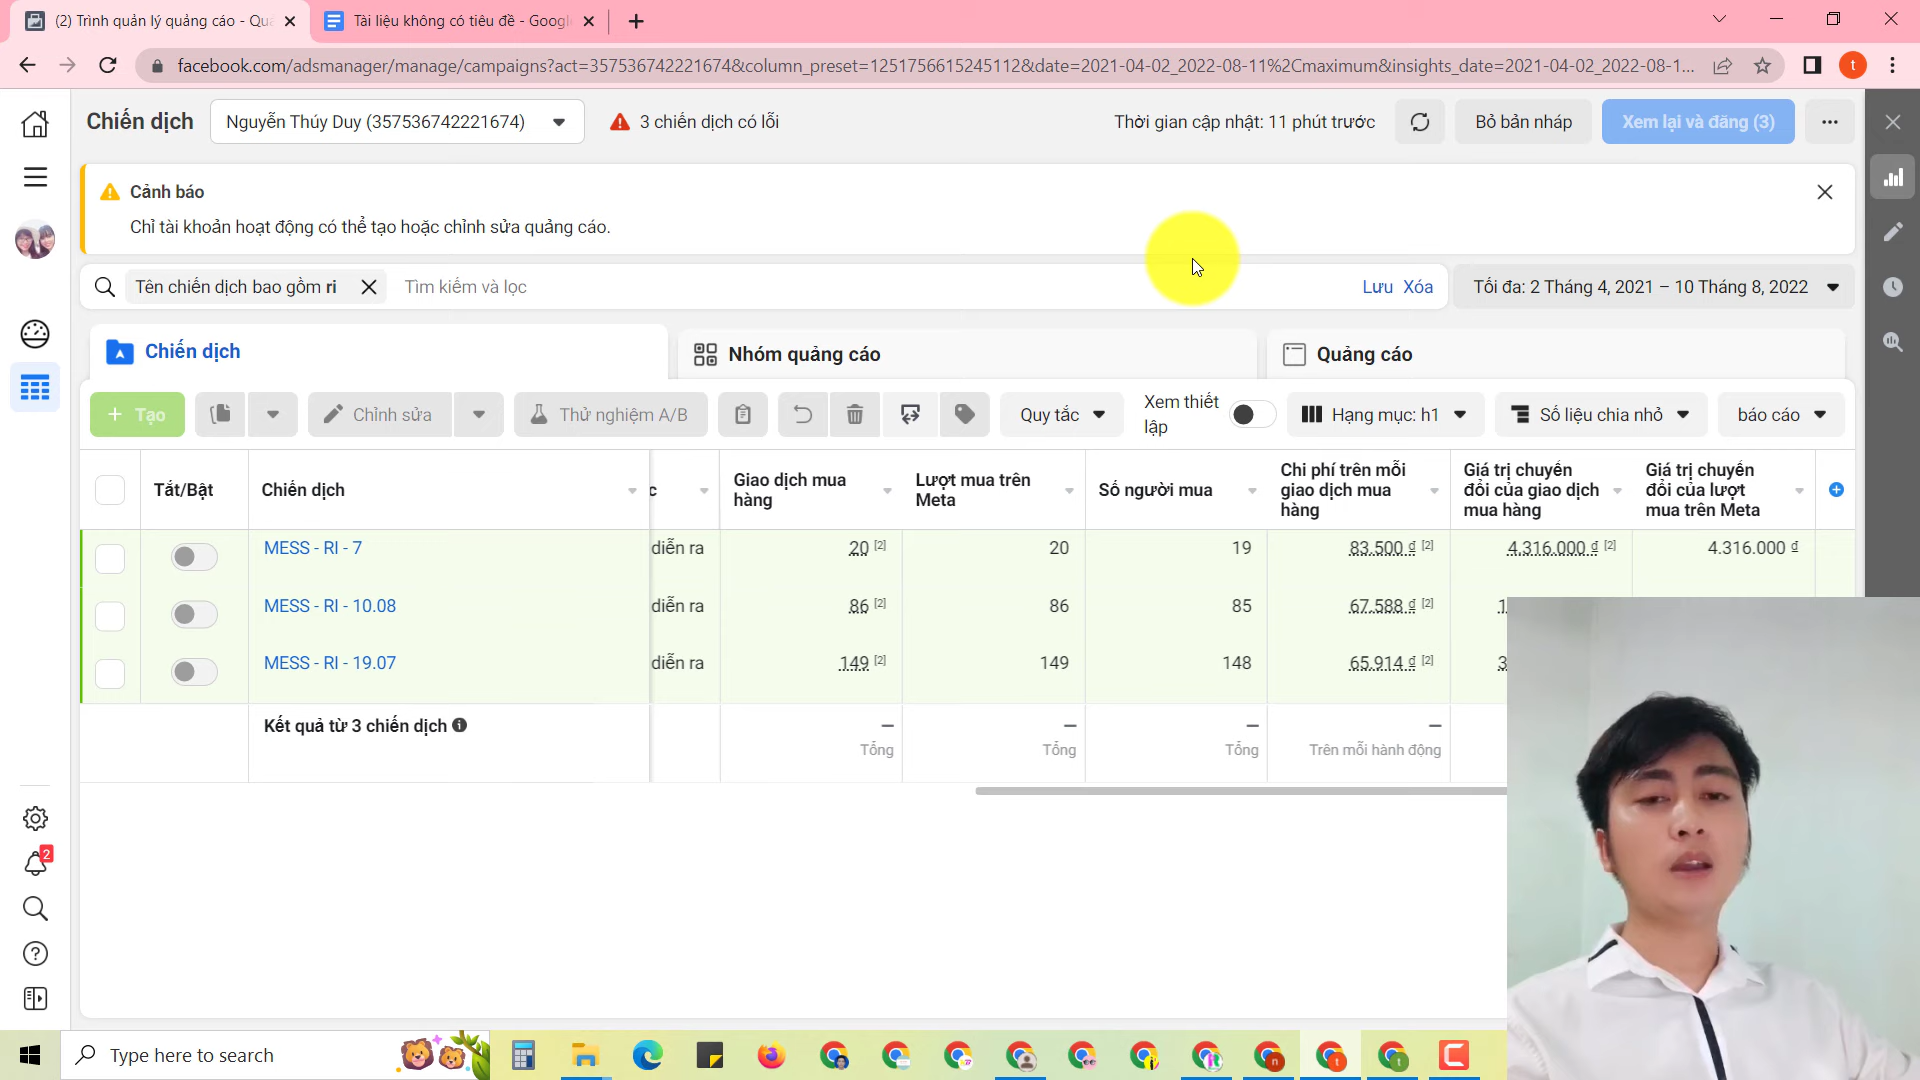 (2) Trình quản lý quảng cáo - Quả
Tài liệu không có tiêu đề - Googl
facebook.com/adsmanager/manage/campaigns?act=357536742221674&column_preset=1251756615245112&date=2021-04-02_2022-08-11%2Cmaximum&insights_date=2021-04-02_2022-08-1...
t
Chiến dịch
Nguyễn Thúy Duy (357536742221674)
3 chiến dịch có lỗi
Thời gian cập nhật: 11 phút trước
Bỏ bản nháp
Xem lại và đăng (3)
Cảnh báo
Chỉ tài khoản hoạt động có thể tạo hoặc chỉnh sửa quảng cáo.
Tên chiến dịch bao gồm ri
Tìm kiếm và lọc
Lưu Xóa
Tối đa: 2 Tháng 4, 2021 – 10 Tháng 8, 2022
Chiến dịch
Nhóm quảng cáo
Quảng cáo
+ Tạo
Chỉnh sửa
Thử nghiệm A/B
Quy tắc
Xem thiết lập
Hạng mục: h1
Số liệu chia nhỏ
báo cáo
Tắt/Bật
Chiến dịch
c
Giao dịch mua hàng
Lượt mua trên Meta
Số người mua
Chi phí trên mỗi giao dịch mua hàng
Giá trị chuyển đổi của giao dịch mua hàng
Giá trị chuyển đổi của lượt mua trên Meta
MESS - RI - 7 diễn ra 20 [2] 20 19 83.500 ₫ [2] 4.316.000 ₫ [2] 4.316.000 ₫
MESS - RI - 10.08 diễn ra 86 [2] 86 85 67.588 ₫ [2] 1
MESS - RI - 19.07 diễn ra 149 [2] 149 148 65.914 ₫ [2] 3
Kết quả từ 3 chiến dịch
— — — —
Tổng Tổng Tổng Trên mỗi hành động
2
Type here to search
n
t
t